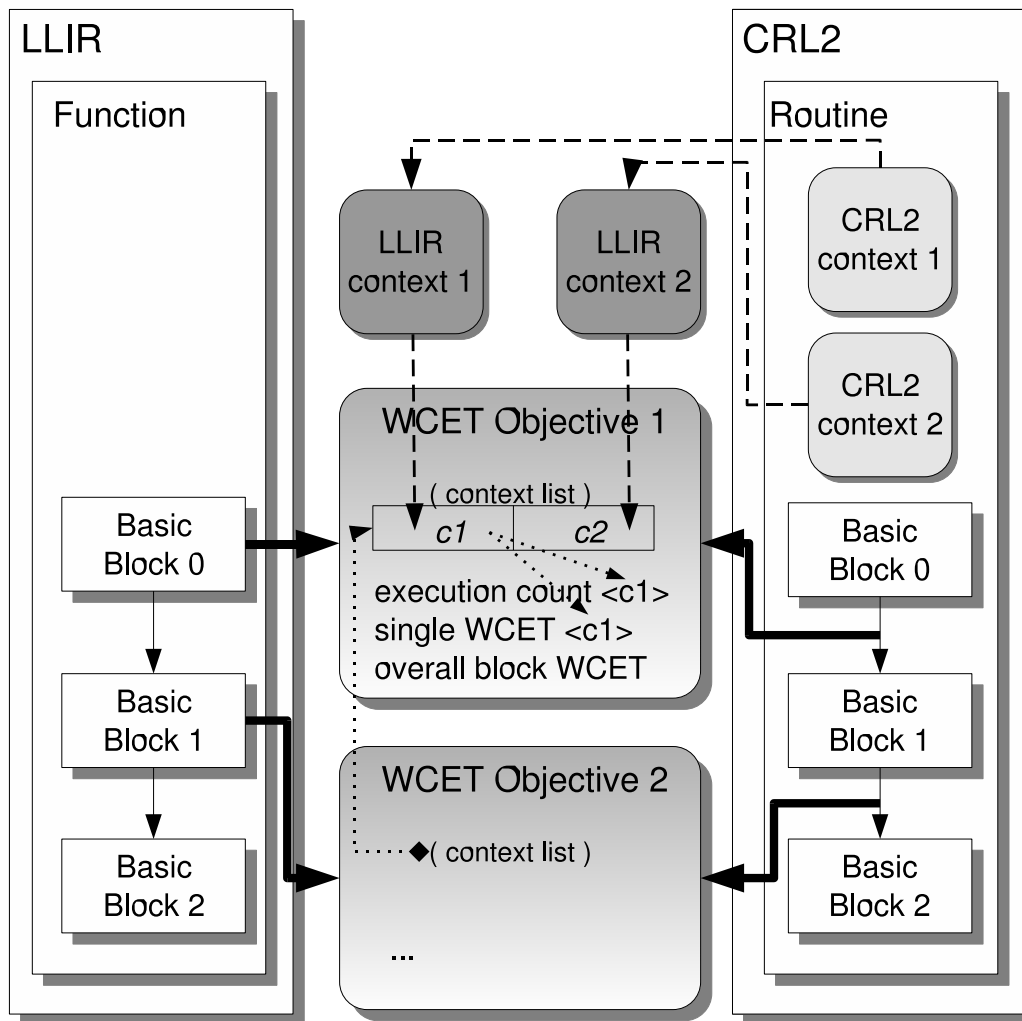 LLIR
Function
Basic
Block 0
Basic
Block 1
Basic
Block 2
LLIR
context 1
LLIR
context 2
WCET Objective 1
( context list )
c1 c2
execution count <c1>
single WCET <c1>
overall block WCET
WCET Objective 2
( context list )
...
CRL2
Routine
CRL2
context 1
CRL2
context 2
Basic
Block 0
Basic
Block 1
Basic
Block 2